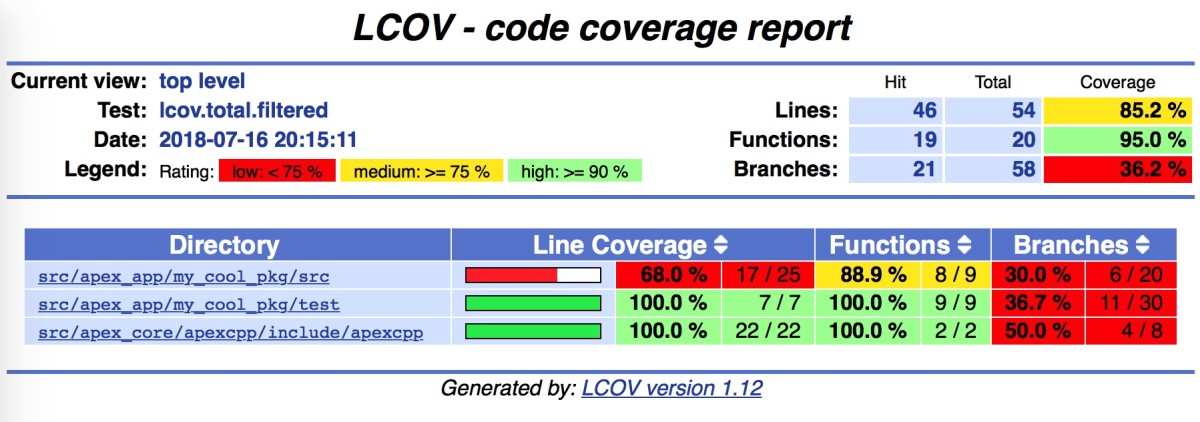 LCOV - code coverage report
Current view: top level
Test: lcov.total.filtered
Date: 2018-07-16 20:15:11
Legend: Rating: low: < 75 % medium: >= 75 % high: >= 90 %
Hit Total Coverage
Lines: 46 54 85.2 %
Functions: 19 20 95.0 %
Branches: 21 58 36.2 %
Directory Line Coverage Functions Branches
src/apex_app/my_cool_pkg/src 68.0 % 17 / 25 88.9 % 8 / 9 30.0 % 6 / 20
src/apex_app/my_cool_pkg/test 100.0 % 7 / 7 100.0 % 9 / 9 36.7 % 11 / 30
src/apex_core/apexcpp/include/apexcpp 100.0 % 22 / 22 100.0 % 2 / 2 50.0 % 4 / 8
Generated by: LCOV version 1.12